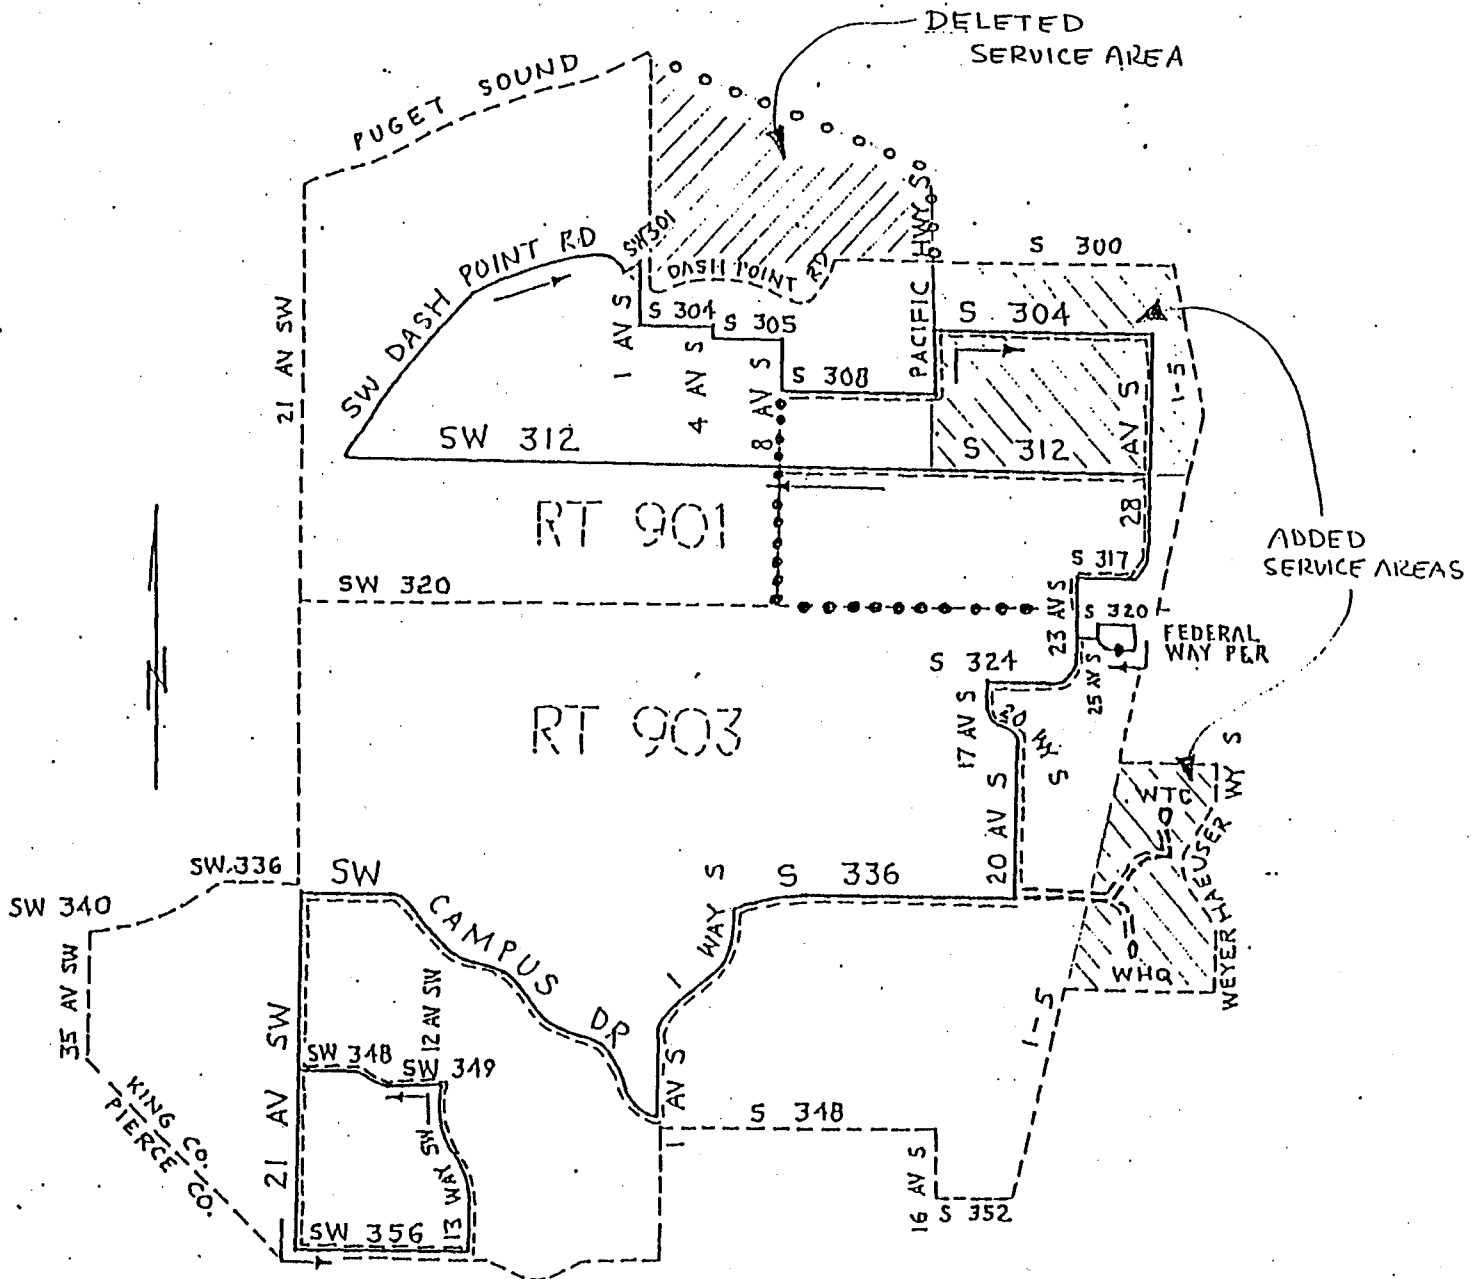 DELETED
SERVICE AREA
PUGET SOUND
SW 301
PACIFIC HWY SO
SW DASH POINT RD
DASH POINT RD
S 300
21 AV SW
1 AV S
S 304
S 305
S 304
4 AV S
8 AV S
S 308
I-5
SW 312
S 312
28 AV S
RT 901
ADDED
SERVICE AREAS
S 317
SW 320
23 AV S
S 320
FEDERAL
WAY P&R
S 324
25 AV S
17 AV S
RT 903
20 AV S
WTC
WEYERHAEUSER WY S
SW 336
SW
CAMPUS
DR
1 WAY S
S 336
SW 340
WHQ
35 AV SW
12 AV SW
I-5
SW 348
SW 349
1 AV S
S 348
KING CO.
PIERCE CO.
21 AV SW
13 WAY SW
16 AV S
S 352
SW 356